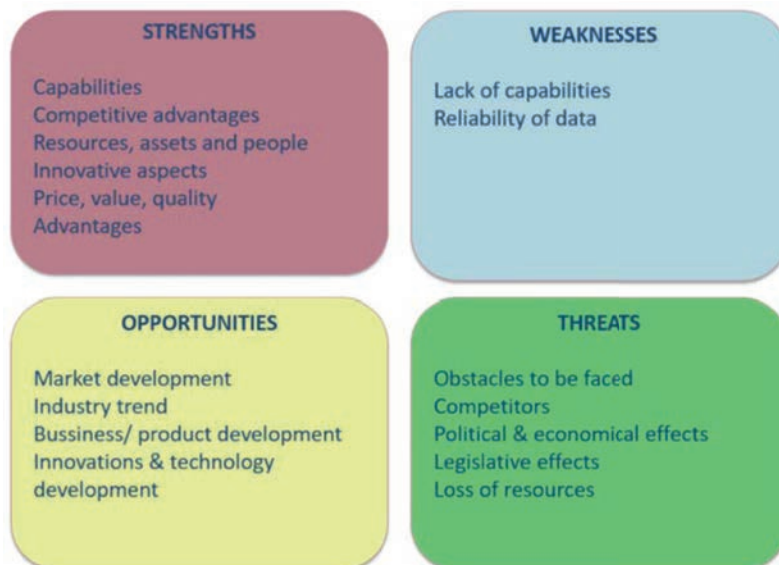 STRENGTHS
Capabilities
Competitive advantages
Resources, assets and people
Innovative aspects
Price, value, quality
Advantages
WEAKNESSES
Lack of capabilities
Reliability of data
OPPORTUNITIES
Market development
Industry trend
Bussiness/ product development
Innovations & technology
development
THREATS
Obstacles to be faced
Competitors
Political & economical effects
Legislative effects
Loss of resources